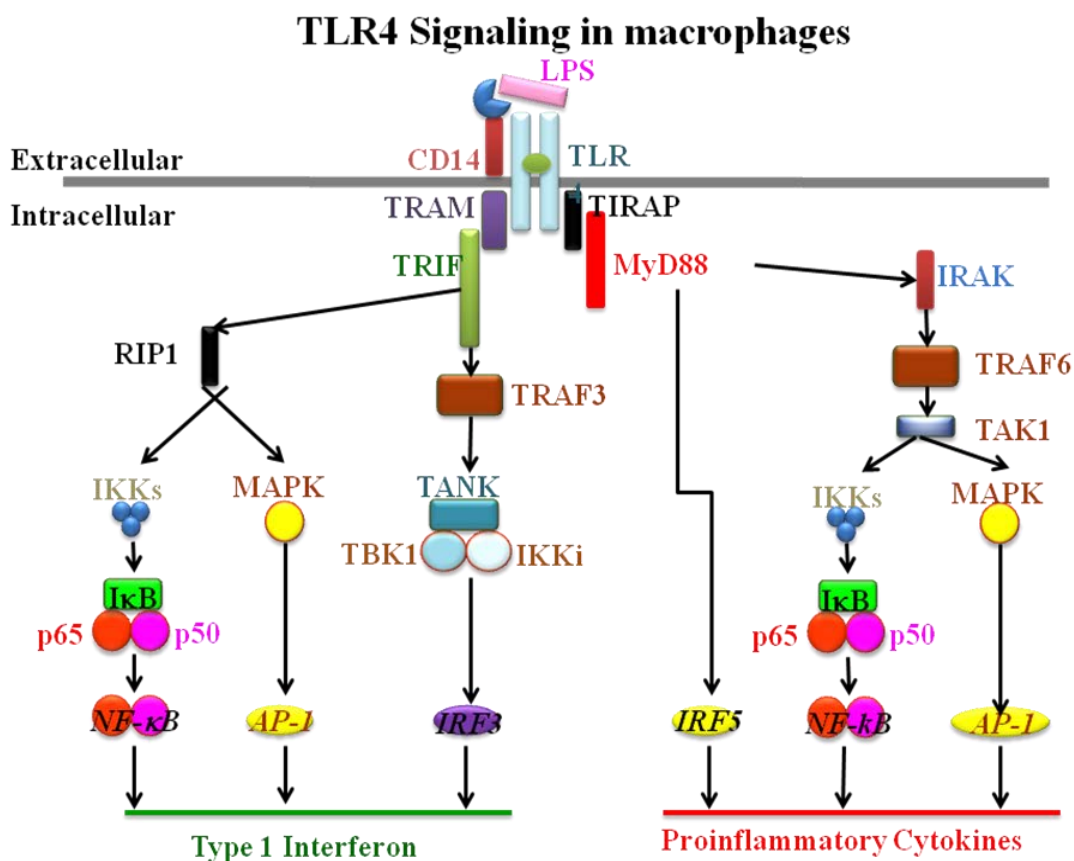 TLR4 Signaling in macrophages
LPS
Extracellular
CD14
TLR
Intracellular
TRAM
TIRAP
TRIF
MyD88
IRAK
RIP1
TRAF3
TRAF6
TAK1
IKKs
MAPK
TANK
IKKs
MAPK
TBK1
IKKi
IκB
IκB
p65
p50
p65
p50
NF-κB
AP-1
IRF3
IRF5
NF-kB
AP-1
Type 1 Interferon
Proinflammatory Cytokines